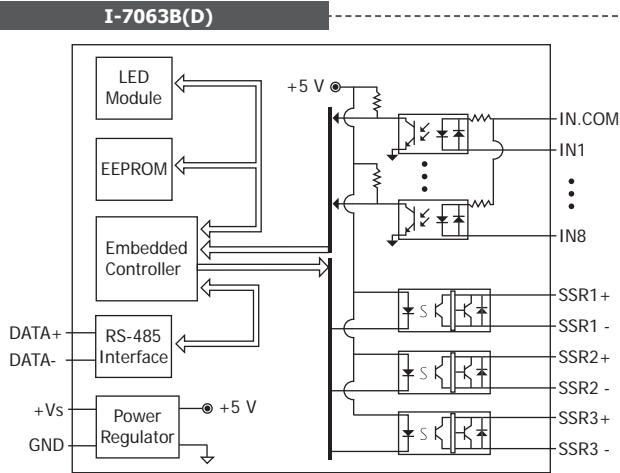 I-7063B(D)
LED
Module
EEPROM
Embedded
Controller
RS-485
Interface
DATA+
DATA-
+Vs
GND
Power
Regulator
+5 V
+5 V
IN.COM
IN1
IN8
SSR1+
SSR1 -
SSR2+
SSR2 -
SSR3+
SSR3 -